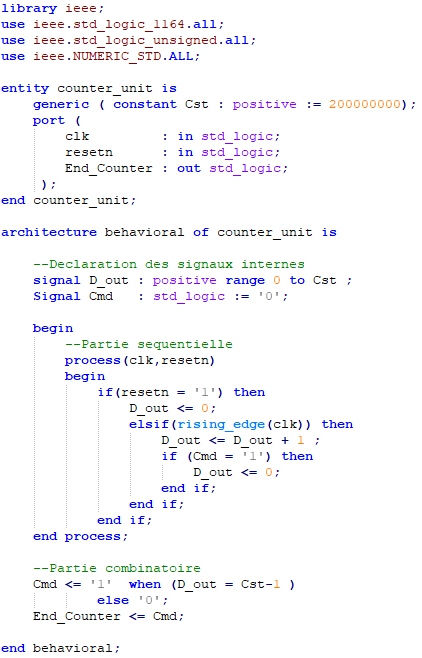 library ieee;
use ieee.std_logic_1164.all;
use ieee.std_logic_unsigned.all;
use ieee.NUMERIC_STD.ALL;
entity counter_unit is
generic ( constant Cst : positive := 200000000);
port (
clk : in std_logic;
resetn : in std_logic;
End_Counter : out std_logic;
);
end counter_unit;
architecture behavioral of counter_unit is
--Declaration des signaux internes
signal D_out : positive range 0 to Cst ;
Signal Cmd : std_logic := '0';
begin
--Partie sequentielle
process(clk,resetn)
begin
if(resetn = '1') then
D_out <= 0;
elsif(rising_edge(clk)) then
D_out <= D_out + 1 ;
if (Cmd = '1') then
D_out <= 0;
end if;
end if;
end if;
end process;
--Partie combinatoire
Cmd <= '1' when (D_out = Cst-1 )
else '0';
End_Counter <= Cmd;
end behavioral;